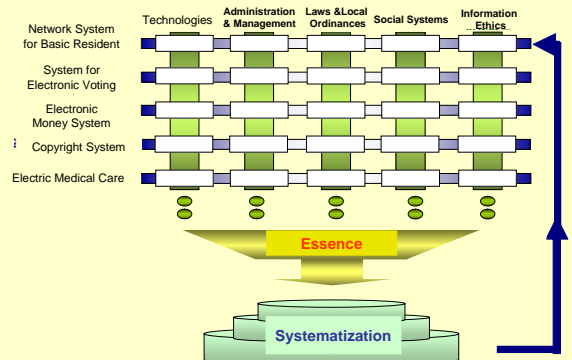 Technologies
Administration
& Management
Laws &Local
Ordinances
Social Systems
Information
Ethics
Network System
for Basic Resident
System for
Electronic Voting
Electronic
Money System
Copyright System
Electric Medical Care
Essence
Systematization